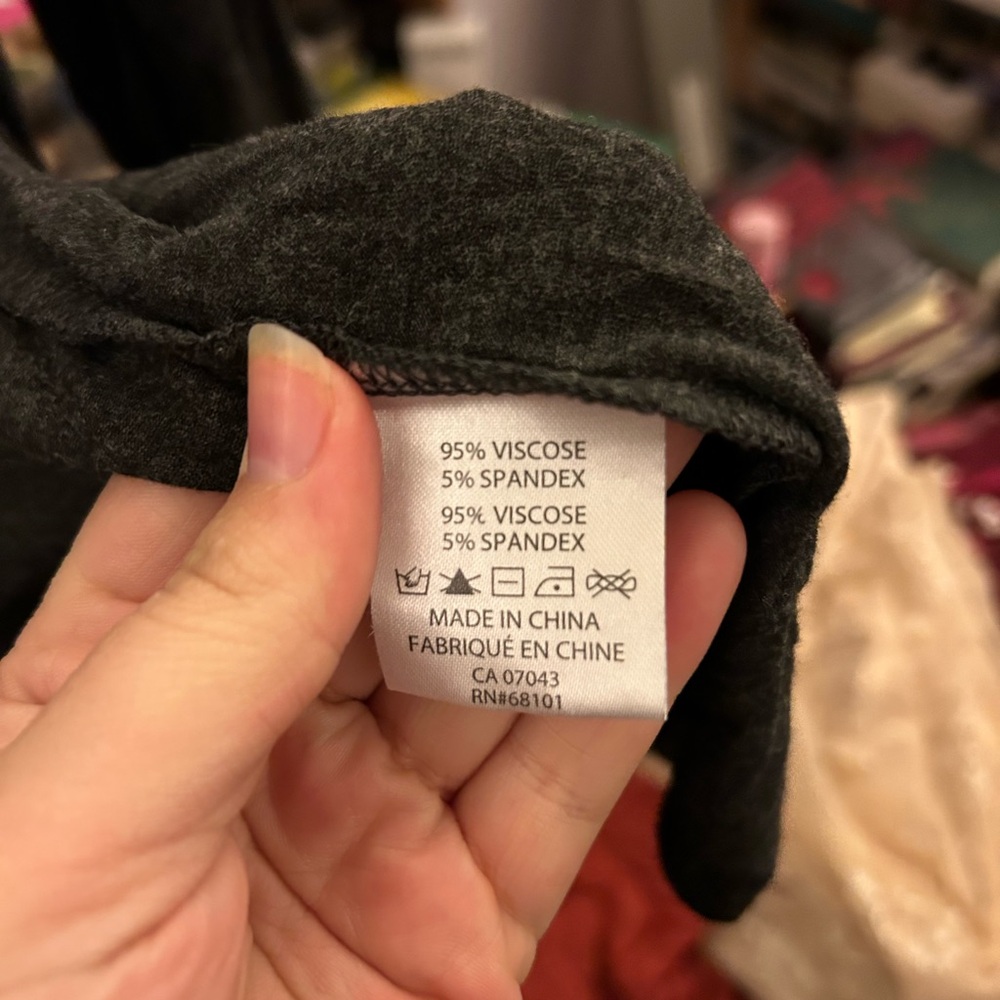 95% VISCOSE
5% SPANDEX
95% VISCOSE
5% SPANDEX
MADE IN CHINA
FABRIQUÉ EN CHINE
CA 07043
RN#68101